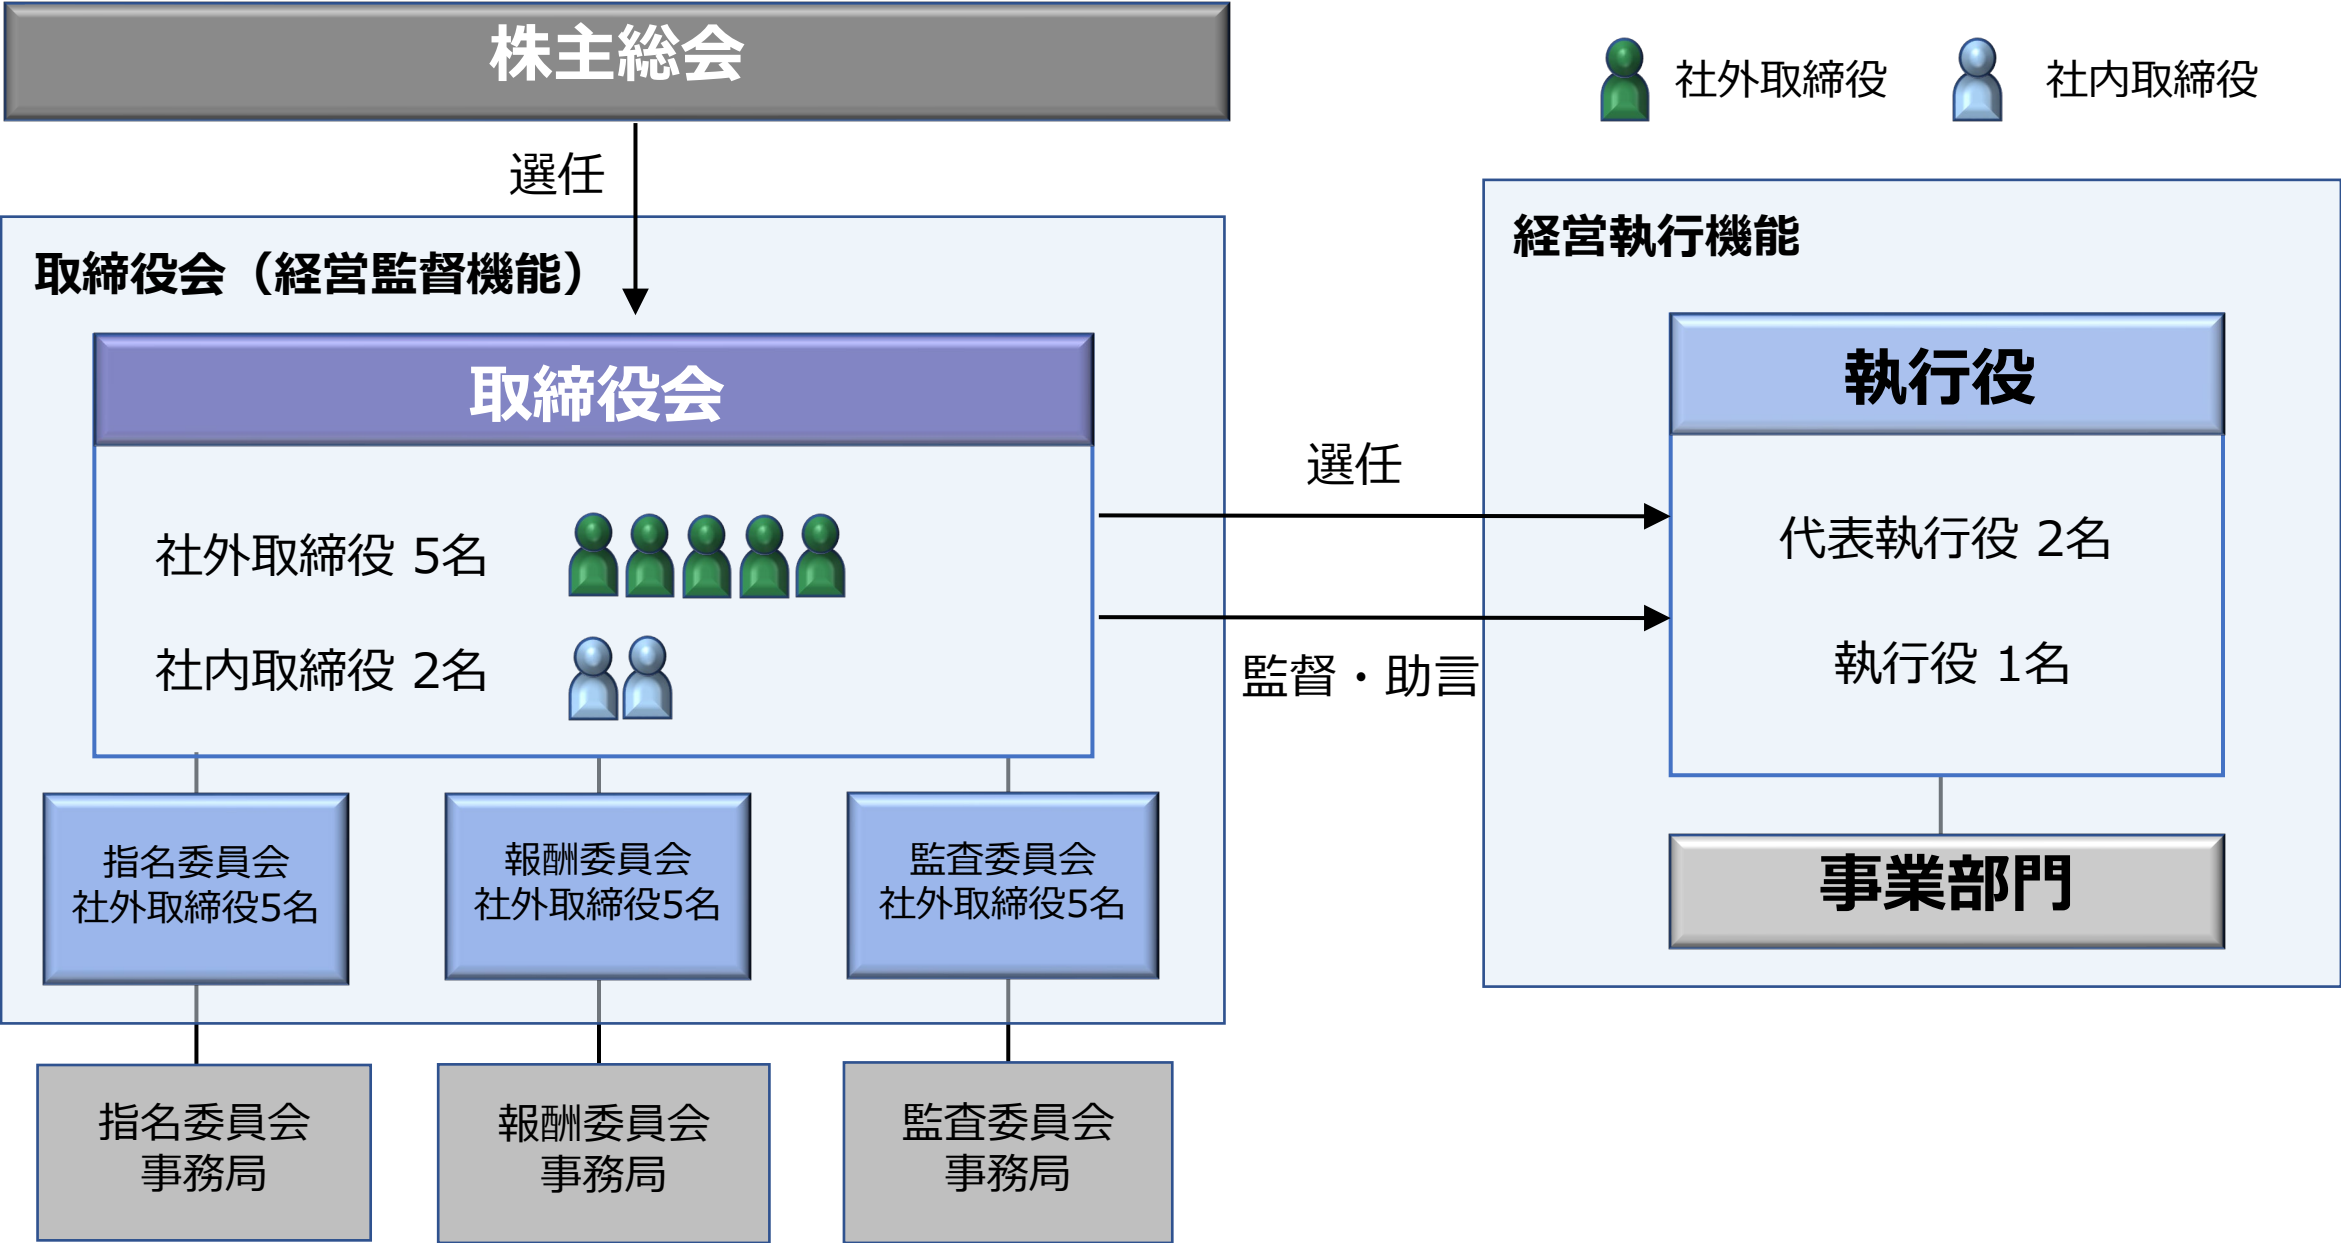 株主総会
社外取締役
社内取締役
選任
取締役会（経営監督機能）
取締役会
社外取締役 5名
社内取締役 2名
指名委員会
社外取締役5名
報酬委員会
社外取締役5名
監査委員会
社外取締役5名
指名委員会
事務局
報酬委員会
事務局
監査委員会
事務局
選任
監督・助言
経営執行機能
執行役
代表執行役 2名
執行役 1名
事業部門